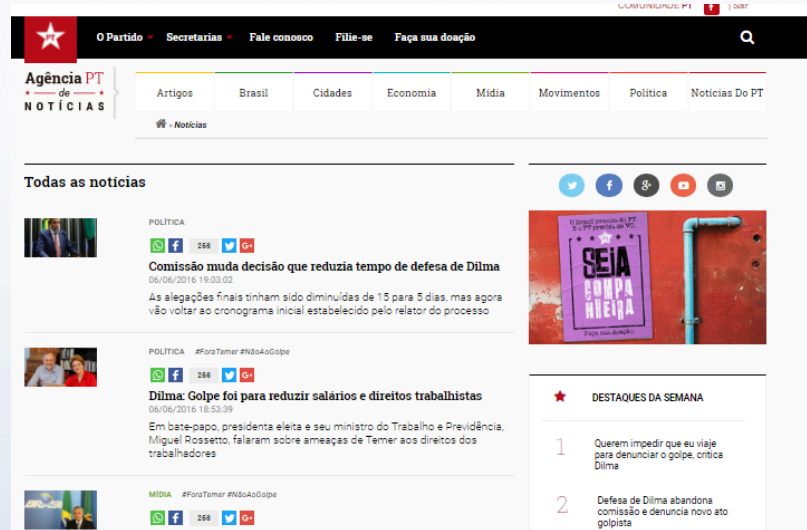 COMUNIDADE PT f | Sair
PT
O Partido Secretarias Fale conosco Filie-se Faça sua doação
Agência PT
de
NOTÍCIAS
Artigos Brasil Cidades Economia Mídia Movimentos Política Notícias Do PT
» Notícias
Todas as notícias
POLÍTICA
256
Comissão muda decisão que reduzia tempo de defesa de Dilma
06/06/2016 19:03:02
As alegações finais tinham sido diminuídas de 15 para 5 dias, mas agora
vão voltar ao cronograma inicial estabelecido pelo relator do processo
POLÍTICA #ForaTemer #NãoAoGolpe
256
Dilma: Golpe foi para reduzir salários e direitos trabalhistas
06/06/2016 18:53:39
Em bate-papo, presidenta eleita e seu ministro do Trabalho e Previdência,
Miguel Rossetto, falaram sobre ameaças de Temer aos direitos dos
trabalhadores
MÍDIA #ForaTemer #NãoAoGolpe
256
O Brasil precisa do PT.
E o PT precisa de VC.
SEJA
COMPA
NHEIRA
Faça sua doação.
DESTAQUES DA SEMANA
1 Querem impedir que eu viaje
para denunciar o golpe, critica
Dilma
2 Defesa de Dilma abandona
comissão e denuncia novo ato
golpista